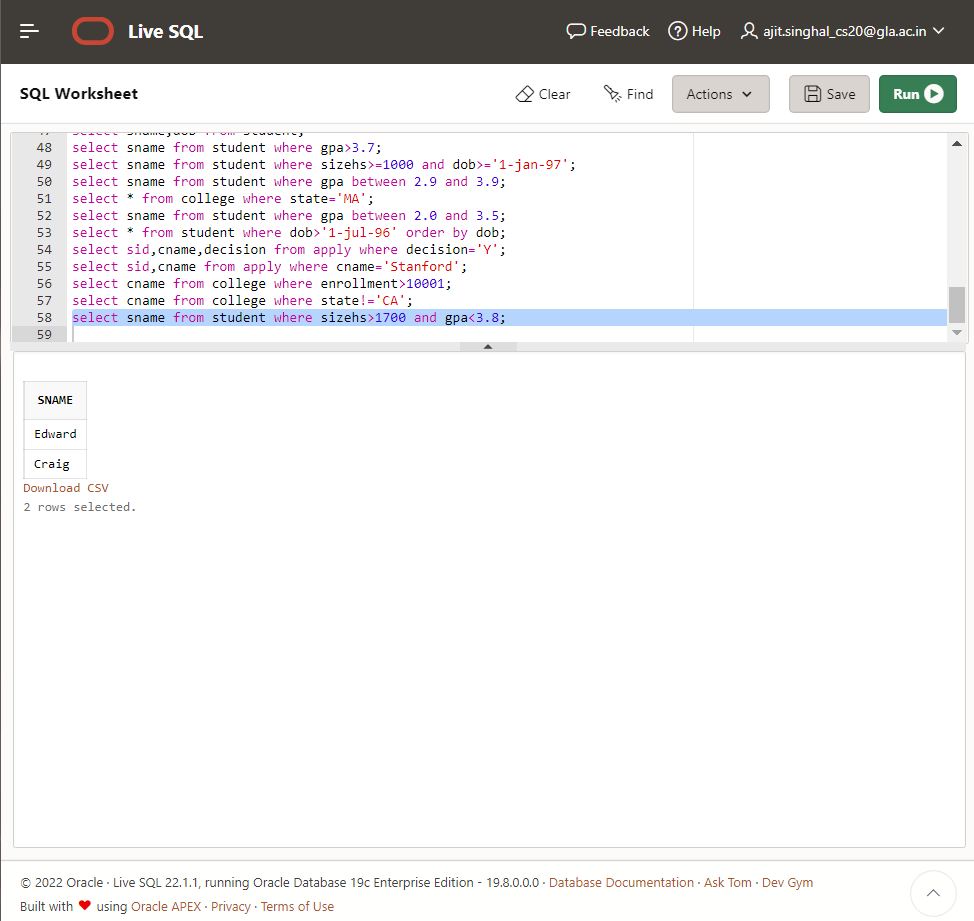 Live SQL
Feedback
Help
ajit.singhal_cs20@gla.ac.in
SQL Worksheet
Clear
Find
Actions
Save
Run
48 select sname from student where gpa>3.7;
49 select sname from student where sizehs>=1000 and dob>='1-jan-97';
50 select sname from student where gpa between 2.9 and 3.9;
51 select * from college where state='MA';
52 select sname from student where gpa between 2.0 and 3.5;
53 select * from student where dob>'1-jul-96' order by dob;
54 select sid,cname,decision from apply where decision='Y';
55 select sid,cname from apply where cname='Stanford';
56 select cname from college where enrollment>10001;
57 select cname from college where state!='CA';
58 select sname from student where sizehs>1700 and gpa<3.8;
59
SNAME
Edward
Craig
Download CSV
2 rows selected.
© 2022 Oracle · Live SQL 22.1.1, running Oracle Database 19c Enterprise Edition - 19.8.0.0.0 · Database Documentation · Ask Tom · Dev Gym
Built with ❤ using Oracle APEX · Privacy · Terms of Use